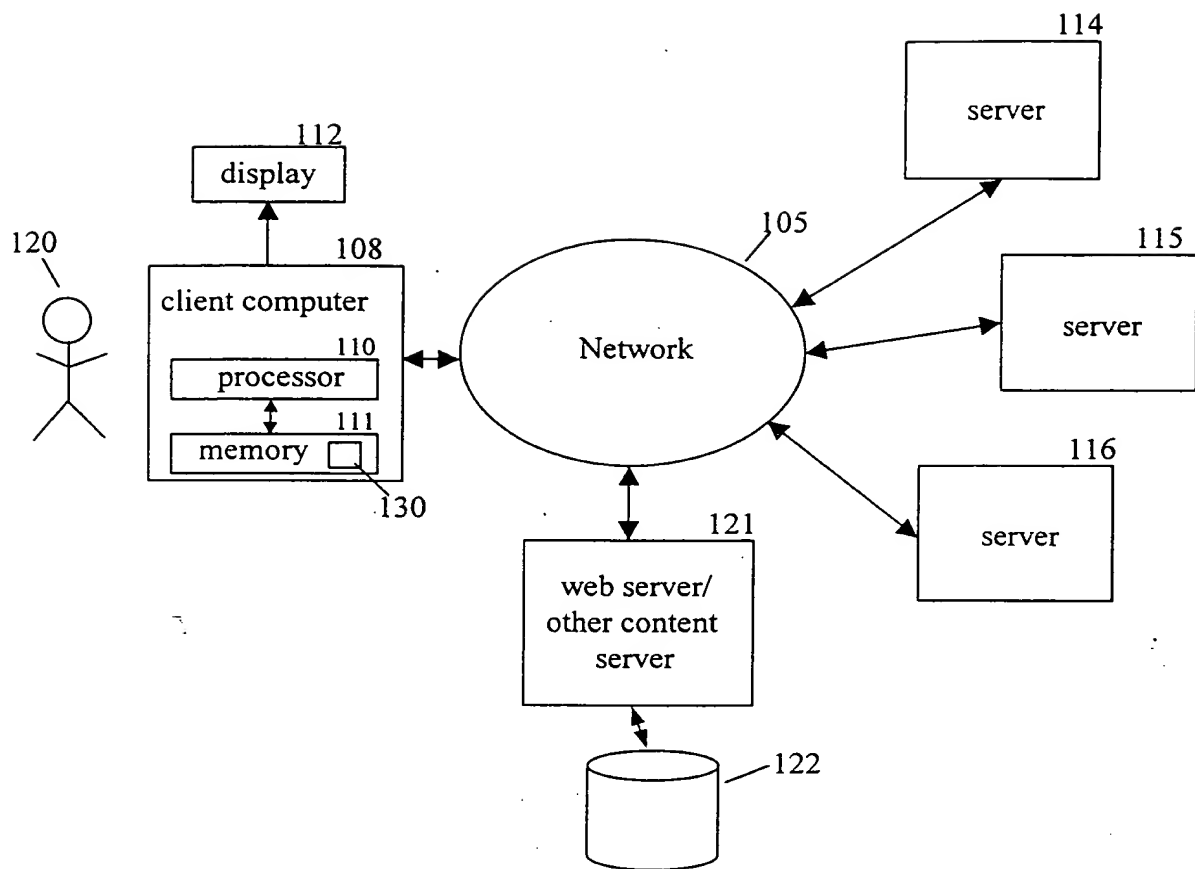 114
server
112
display
120
108
client computer
110
processor
111
memory
130
105
Network
115
server
116
server
121
web server/
other content
server
122